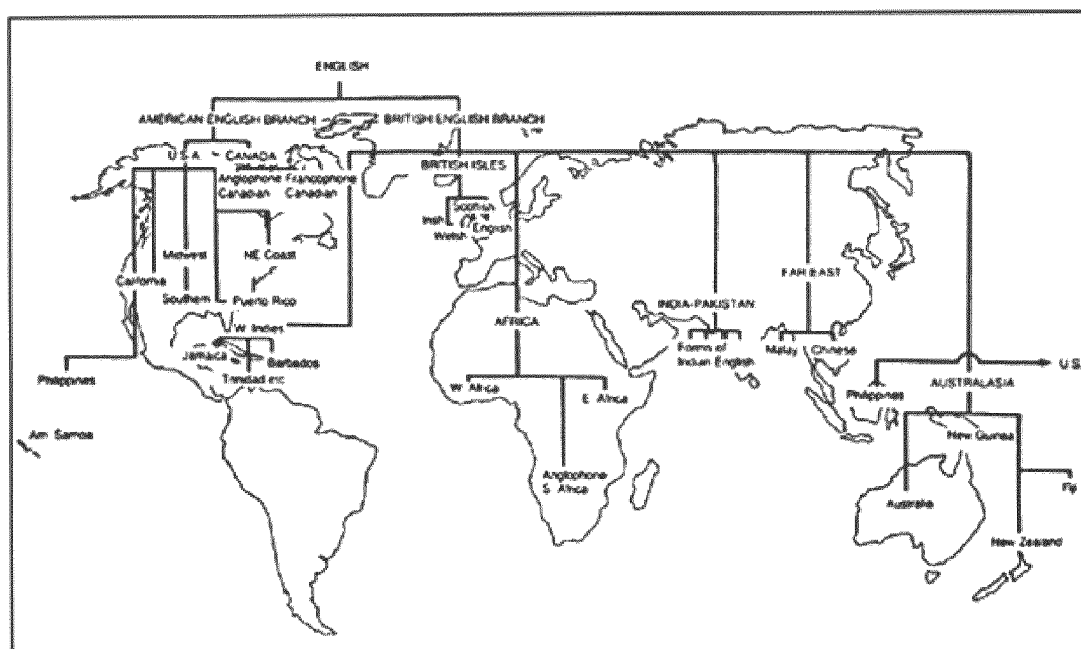 ENGLISH
AMERICAN ENGLISH BRANCH
BRITISH ENGLISH BRANCH
U.S.A.
CANADA
BRITISH ISLES
Anglophone Canadian
Francophone Canadian
Scottish
Irish
English
Welsh
Midwest
NE Coast
California
Southern
Puerto Rico
W. Indies
Jamaica
Barbados
Trinidad etc
Philippines
Am. Samoa
AFRICA
W. Africa
E. Africa
Anglophone
S. Africa
INDIA-PAKISTAN
Forms of
Indian English
FAR EAST
Malay
Chinese
Philippines
U.S.
AUSTRALASIA
New Guinea
Australia
Fiji
New Zealand